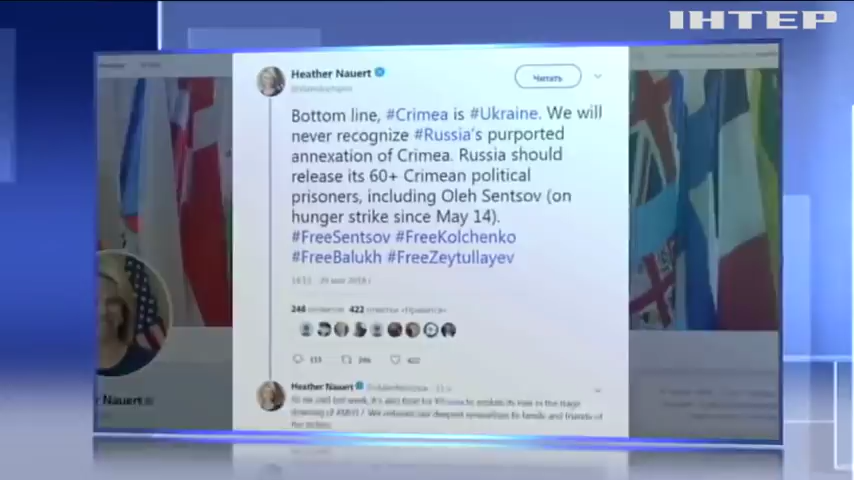 ІНТЕР
Heather Nauert
Читать
Bottom line, #Crimea is #Ukraine. We will
never recognize #Russia's purported
annexation of Crimea. Russia should
release its 60+ Crimean political
prisoners, including Oleh Sentsov (on
hunger strike since May 14).
#FreeSentsov #FreeKolchenko
#FreeBalukh #FreeZeytullayev
248
422
422
Heather Nauert
Nauert